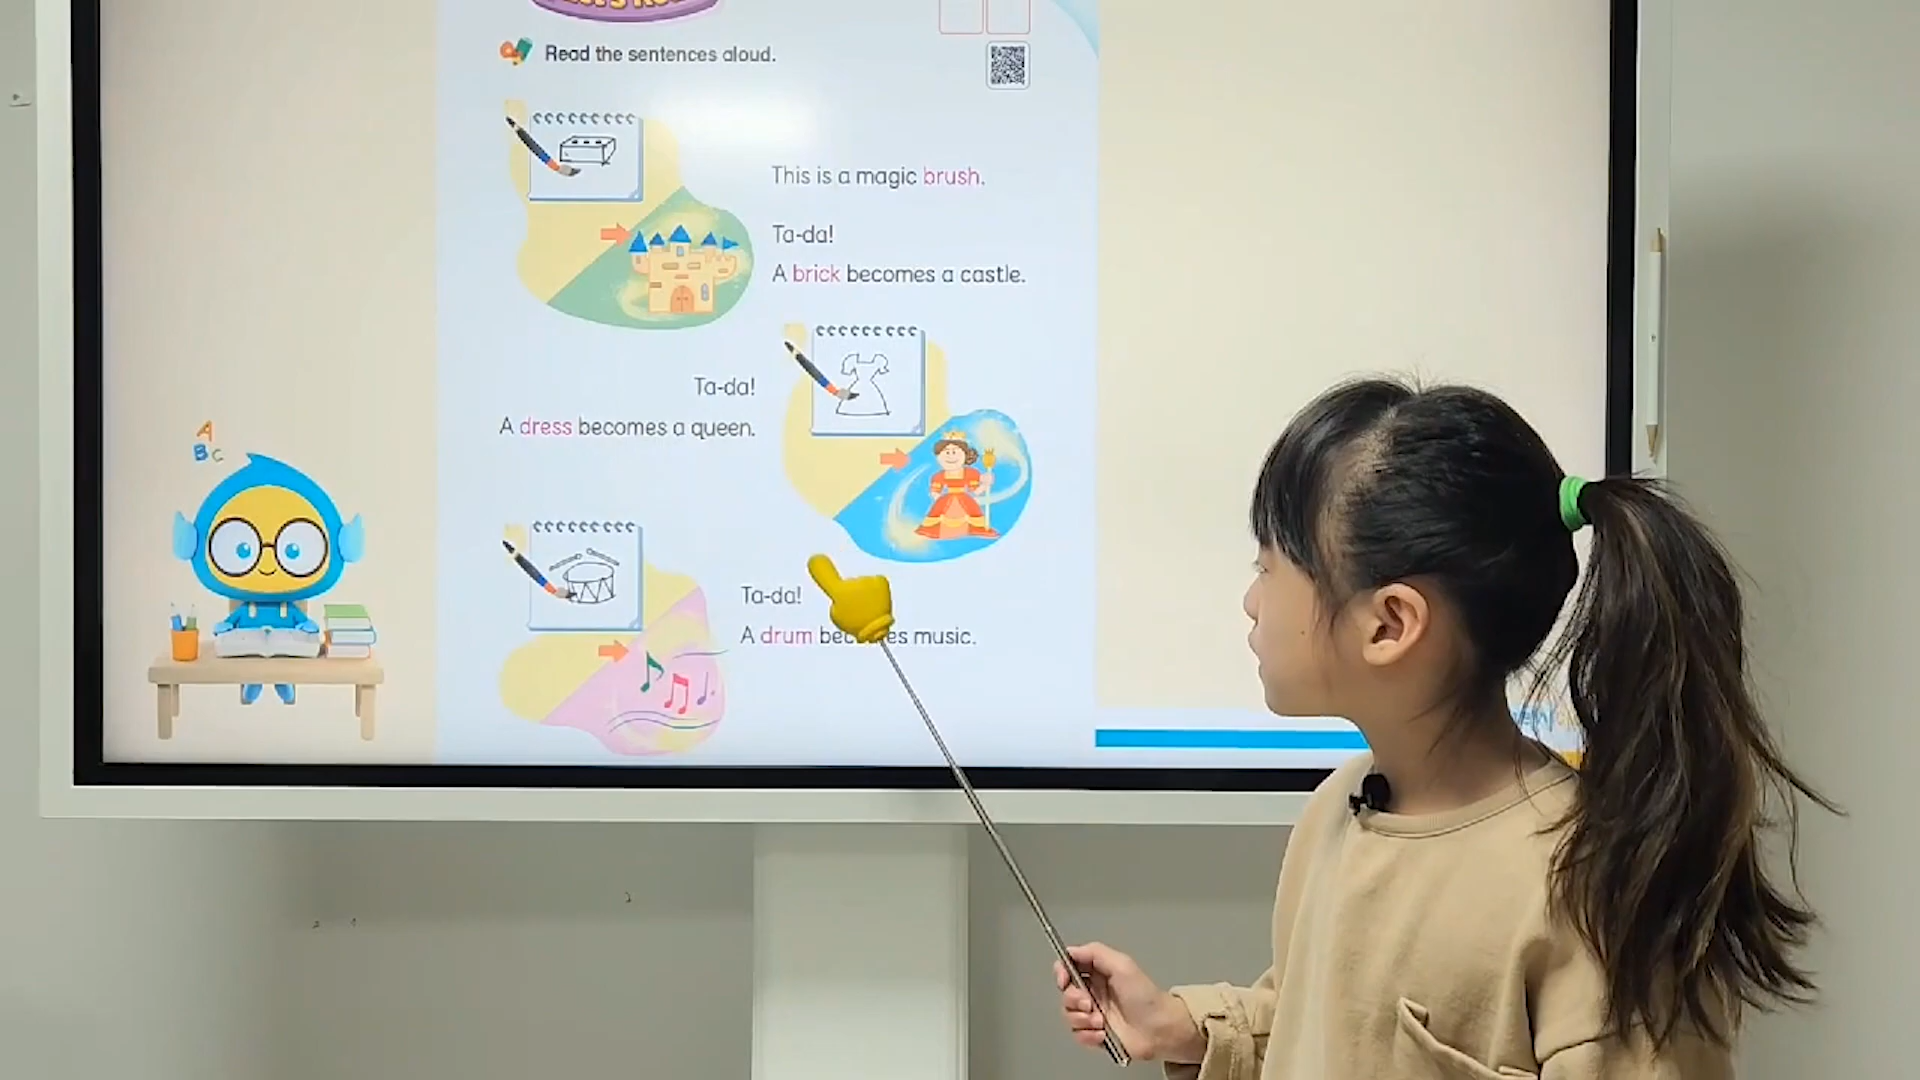 Read the sentences aloud.
This is a magic brush.
Ta-da!
A brick becomes a castle.
Ta-da!
A dress becomes a queen.
Ta-da!
A drum becomes music.
A
B C